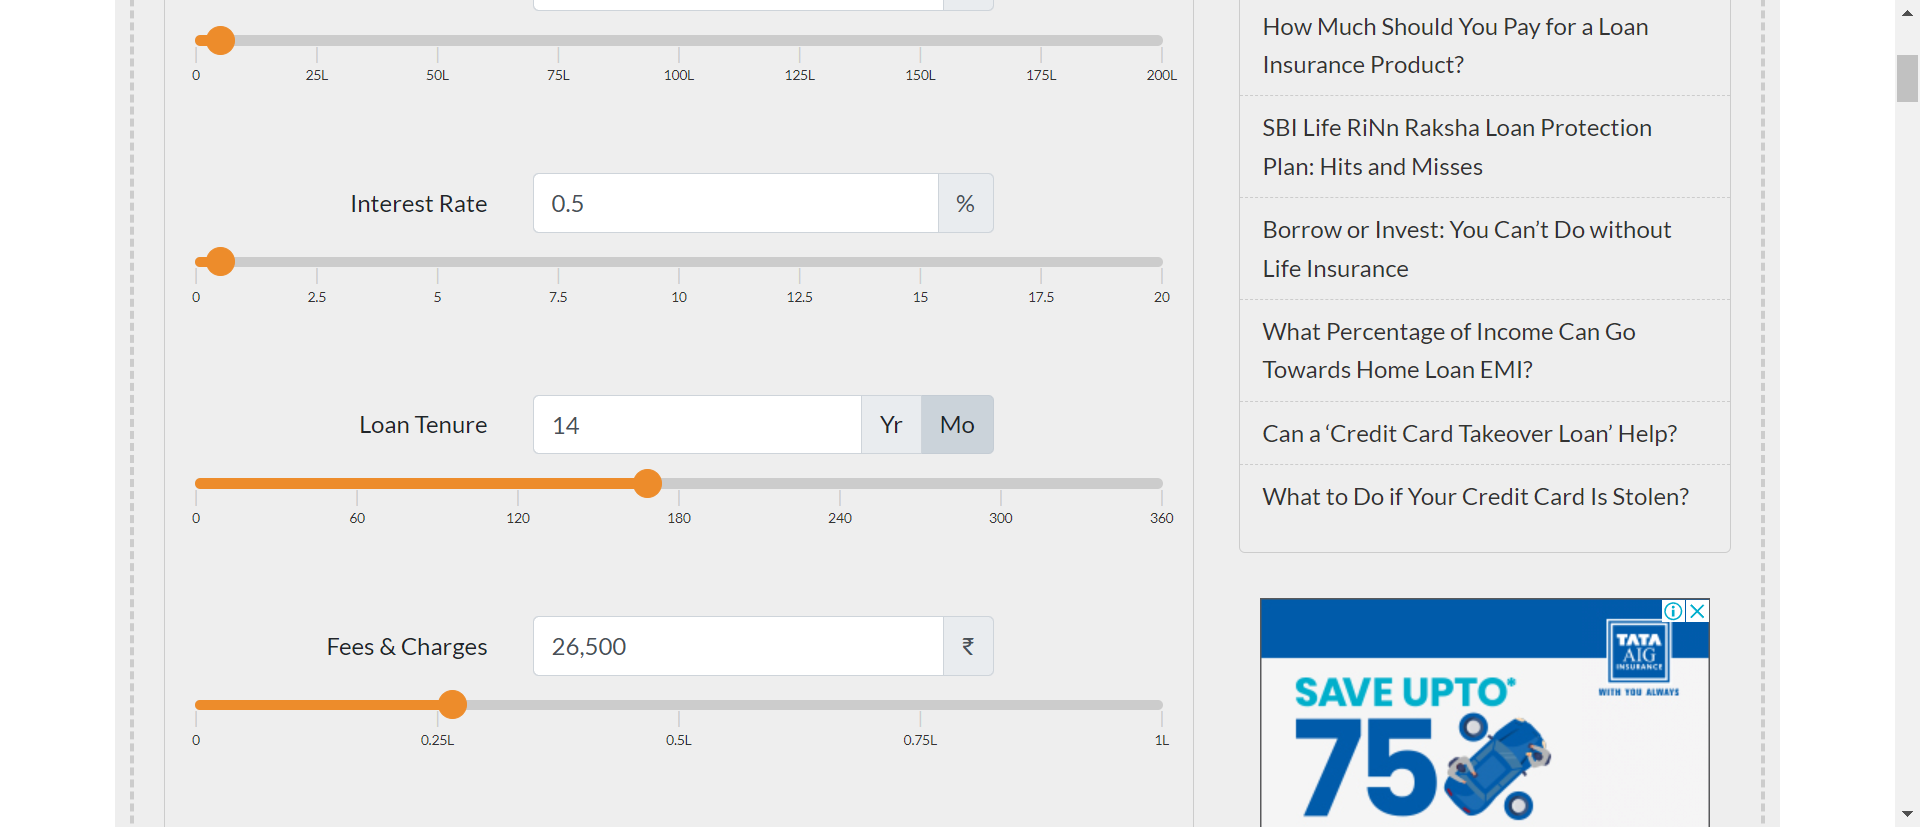 0 25L 50L 75L 100L 125L 150L 175L 200L
Interest Rate 0.5 %
0 2.5 5 7.5 10 12.5 15 17.5 20
Loan Tenure 14 Yr Mo
0 60 120 180 240 300 360
Fees & Charges 26,500 ₹
0 0.25L 0.5L 0.75L 1L
How Much Should You Pay for a Loan
Insurance Product?
SBI Life RiNn Raksha Loan Protection
Plan: Hits and Misses
Borrow or Invest: You Can’t Do without
Life Insurance
What Percentage of Income Can Go
Towards Home Loan EMI?
Can a ‘Credit Card Takeover Loan’ Help?
What to Do if Your Credit Card Is Stolen?
TATA
AIG
INSURANCE
WITH YOU ALWAYS
SAVE UPTO*
75%